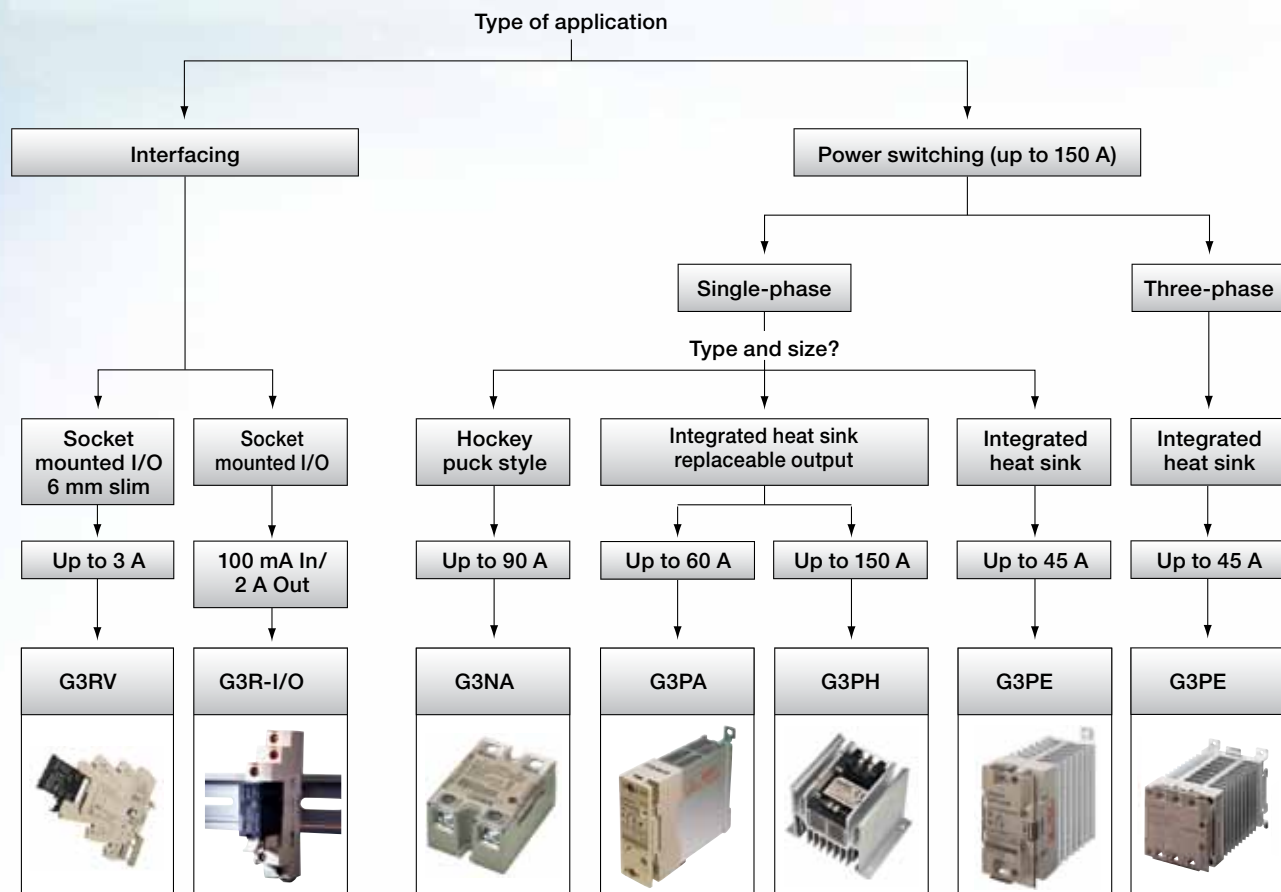 Type of application
Interfacing
Power switching (up to 150 A)
Single-phase
Three-phase
Type and size?
Socket
mounted I/O
6 mm slim
Socket
mounted I/O
Hockey
puck style
Integrated heat sink
replaceable output
Integrated
heat sink
Integrated
heat sink
Up to 3 A
100 mA In/
2 A Out
Up to 90 A
Up to 60 A
Up to 150 A
Up to 45 A
Up to 45 A
G3RV
G3R-I/O
G3NA
G3PA
G3PH
G3PE
G3PE